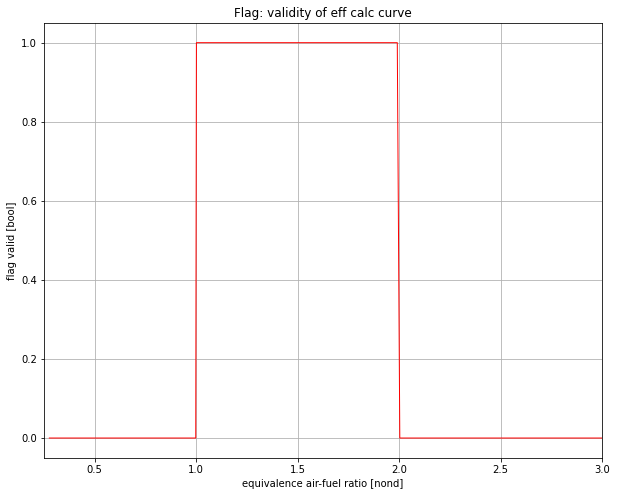 Flag: validity of eff calc curve
1.0
0.8
0.6
0.4
0.2
0.0
flag valid [bool]
0.5 1.0 1.5 2.0 2.5 3.0
equivalence air-fuel ratio [nond]